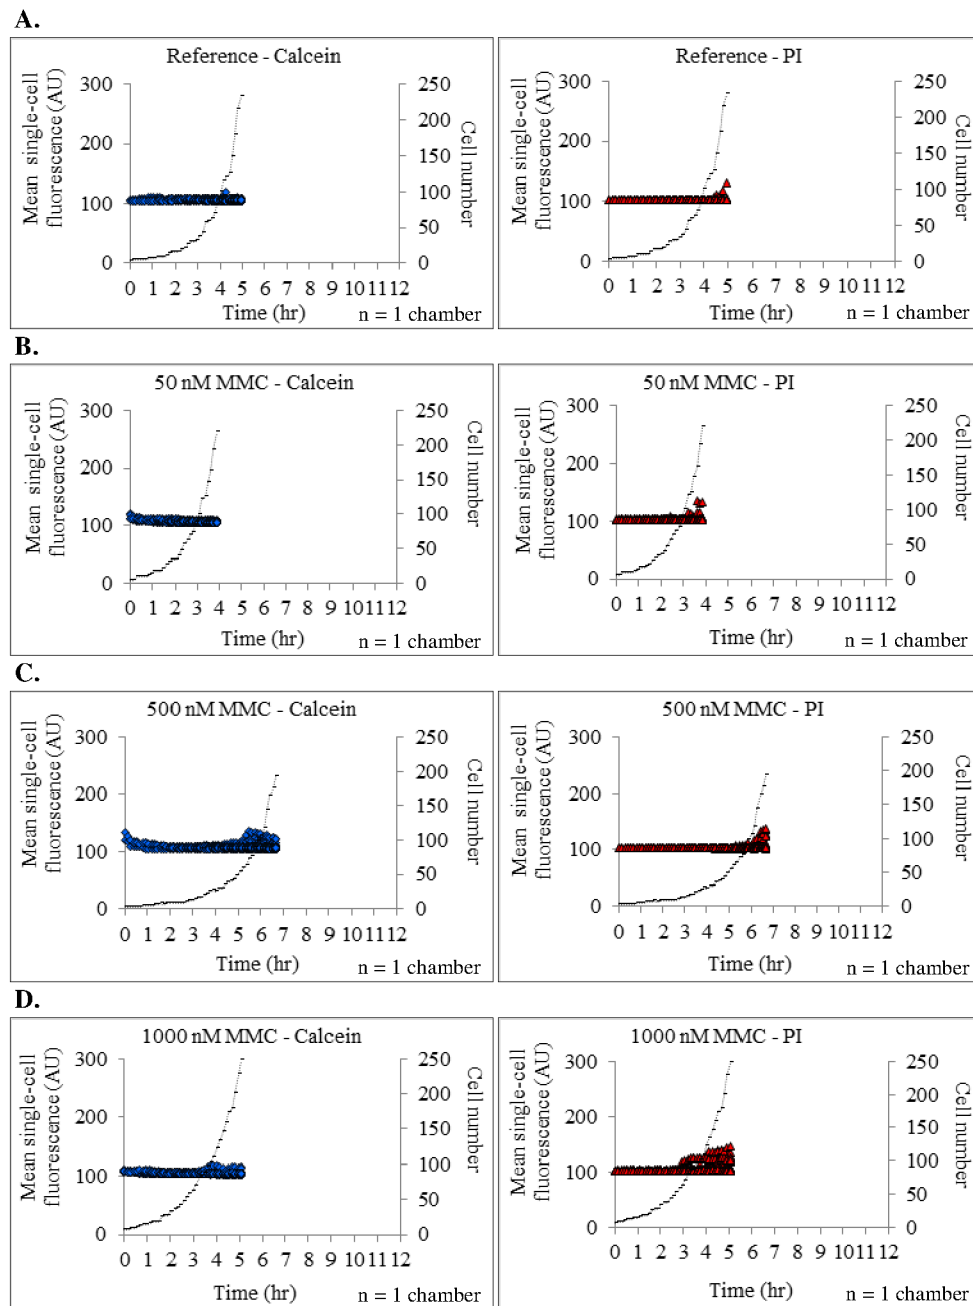 A.
Reference - Calcein
Mean single-cell
fluorescence (AU)
300
200
100
0
250
200
150
100
50
0
Cell number
0 1 2 3 4 5 6 7 8 9 10 11 12
Time (hr)
n = 1 chamber
Reference - PI
Mean single-cell
fluorescence (AU)
300
200
100
0
250
200
150
100
50
0
Cell number
0 1 2 3 4 5 6 7 8 9 10 11 12
Time (hr)
n = 1 chamber
B.
50 nM MMC - Calcein
Mean single-cell
fluorescence (AU)
300
200
100
0
250
200
150
100
50
0
Cell number
0 1 2 3 4 5 6 7 8 9 10 11 12
Time (hr)
n = 1 chamber
50 nM MMC - PI
Mean single-cell
fluorescence (AU)
300
200
100
0
250
200
150
100
50
0
Cell number
0 1 2 3 4 5 6 7 8 9 10 11 12
Time (hr)
n = 1 chamber
C.
500 nM MMC - Calcein
Mean single-cell
fluorescence (AU)
300
200
100
0
250
200
150
100
50
0
Cell number
0 1 2 3 4 5 6 7 8 9 10 11 12
Time (hr)
n = 1 chamber
500 nM MMC - PI
Mean single-cell
fluorescence (AU)
300
200
100
0
250
200
150
100
50
0
Cell number
0 1 2 3 4 5 6 7 8 9 10 11 12
Time (hr)
n = 1 chamber
D.
1000 nM MMC - Calcein
Mean single-cell
fluorescence (AU)
300
200
100
0
250
200
150
100
50
0
Cell number
0 1 2 3 4 5 6 7 8 9 10 11 12
Time (hr)
n = 1 chamber
1000 nM MMC - PI
Mean single-cell
fluorescence (AU)
300
200
100
0
250
200
150
100
50
0
Cell number
0 1 2 3 4 5 6 7 8 9 10 11 12
Time (hr)
n = 1 chamber